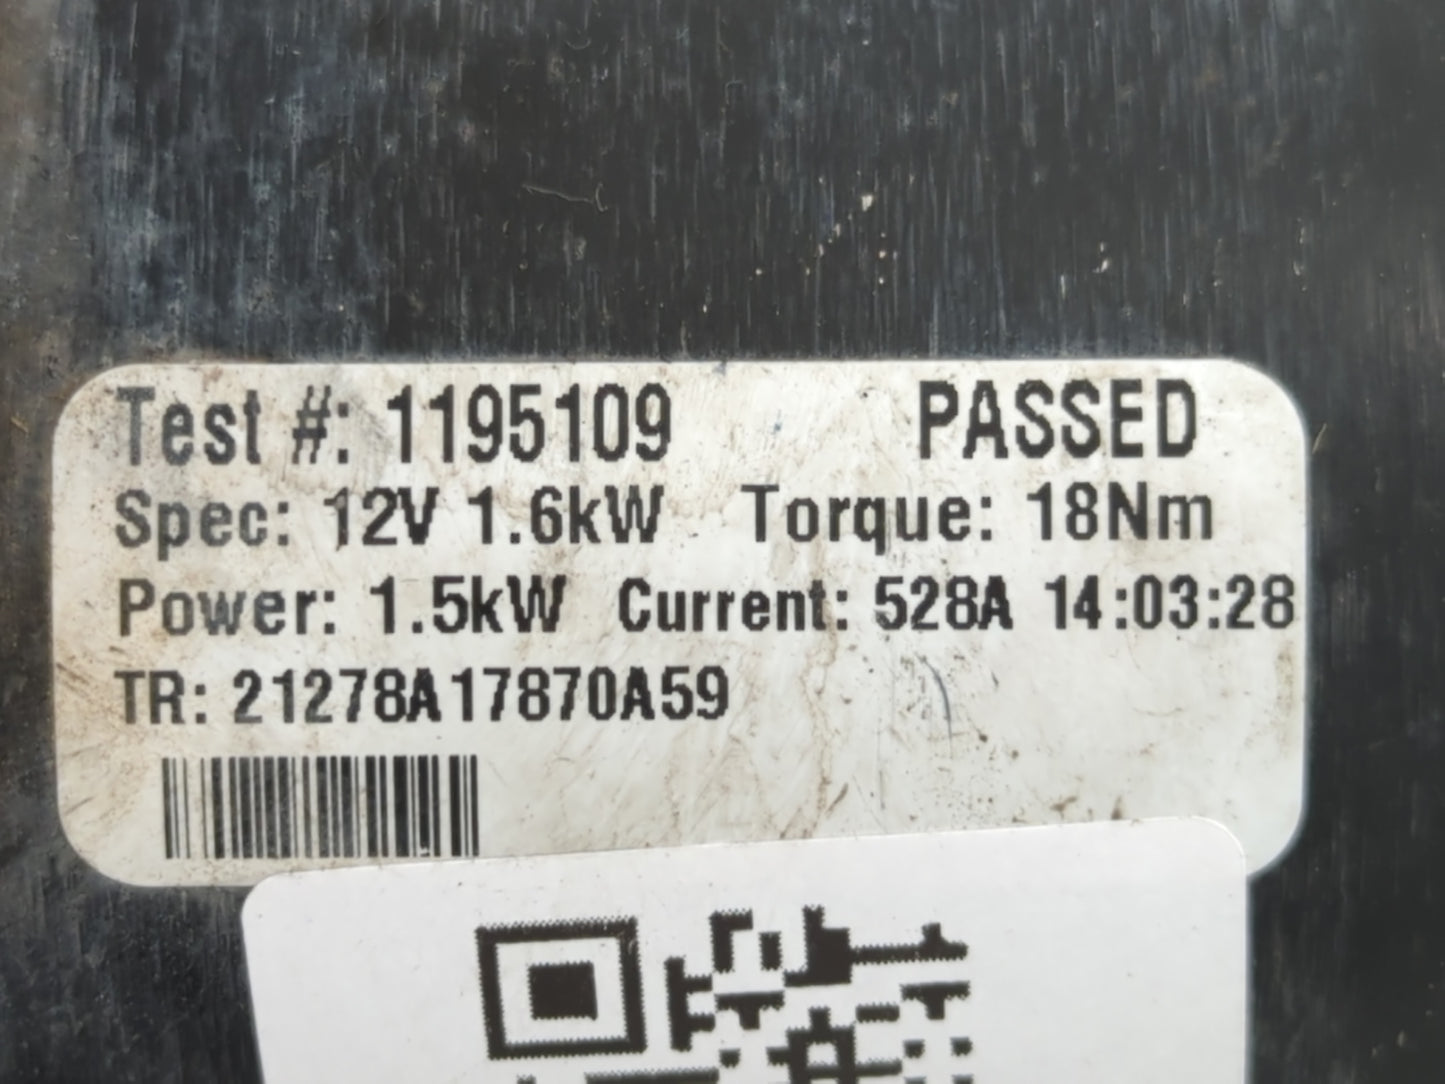 Test #: 1195109 PASSED
Spec: 12V 1.6kW Torque: 18Nm
Power: 1.5kW Current: 528A 14:03:28
TR: 21278A17870A59